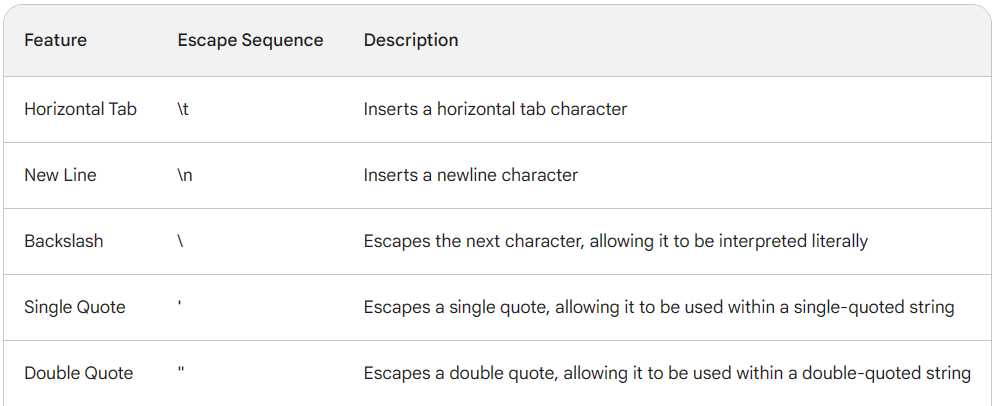 Feature Escape Sequence Description
Horizontal Tab \t Inserts a horizontal tab character
New Line \n Inserts a newline character
Backslash \ Escapes the next character, allowing it to be interpreted literally
Single Quote ' Escapes a single quote, allowing it to be used within a single-quoted string
Double Quote " Escapes a double quote, allowing it to be used within a double-quoted string